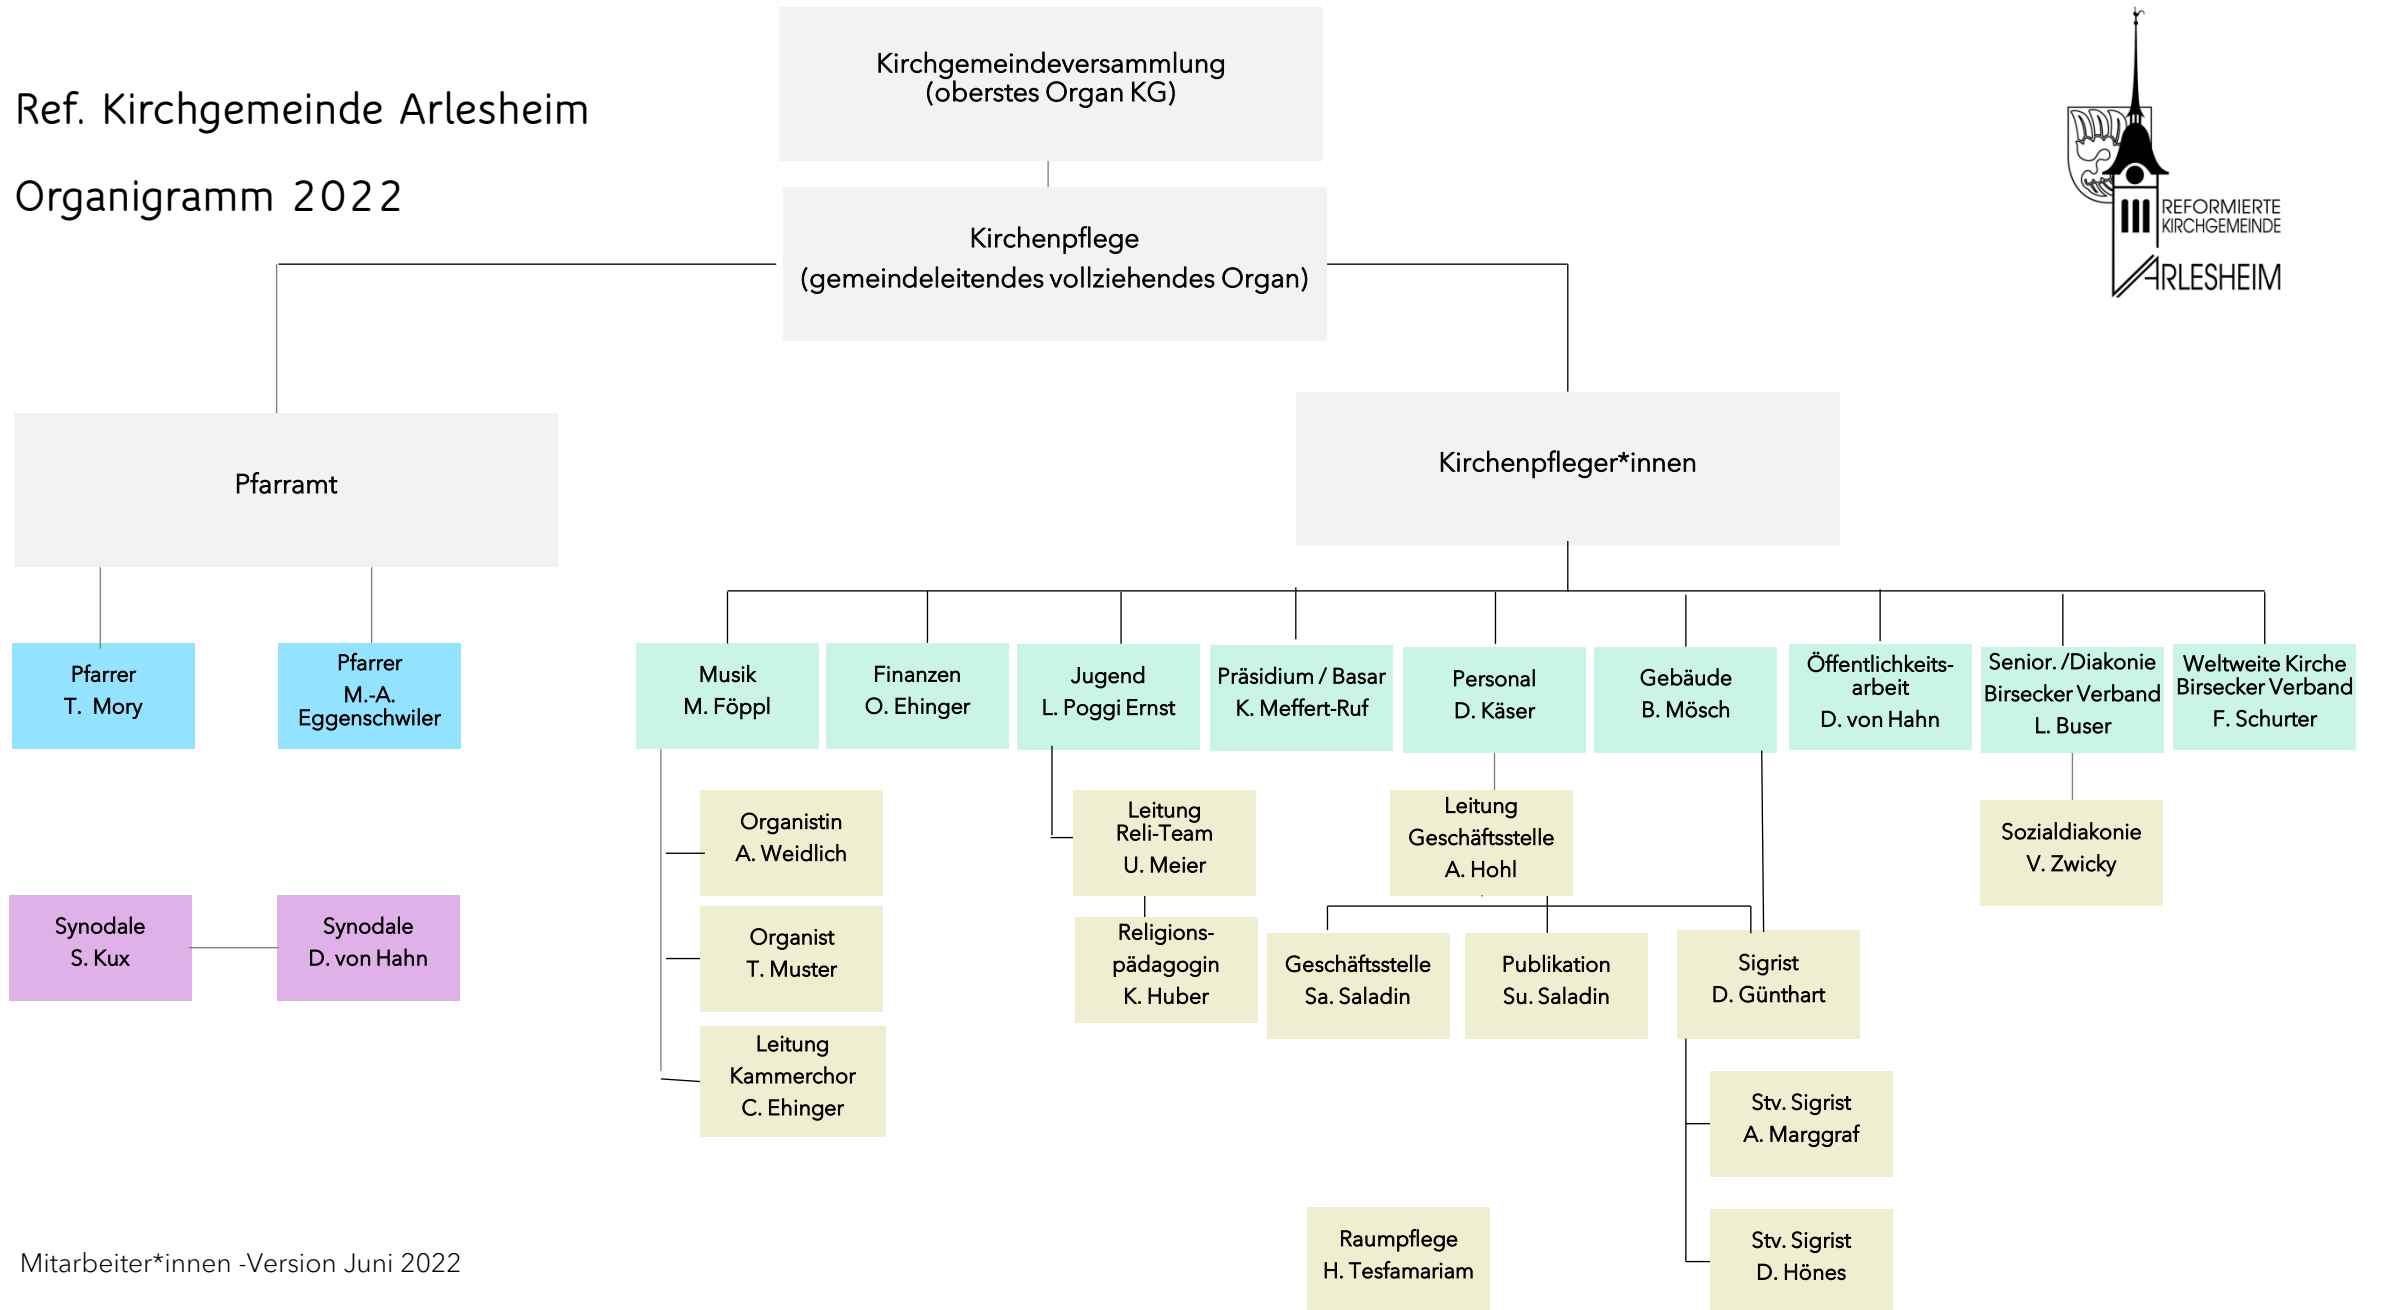 Ref. Kirchgemeinde Arlesheim
Organigramm 2022
Kirchgemeindeversammlung
(oberstes Organ KG)
Kirchenpflege
(gemeindeleitendes vollziehendes Organ)
REFORMIERTE
KIRCHGEMEINDE
ARLESHEIM
Pfarramt
Kirchenpfleger*innen
Pfarrer
T. Mory
Pfarrer
M.-A.
Eggenschwiler
Musik
M. Föppl
Finanzen
O. Ehinger
Jugend
L. Poggi Ernst
Präsidium / Basar
K. Meffert-Ruf
Personal
D. Käser
Gebäude
B. Mösch
Öffentlichkeits-
arbeit
D. von Hahn
Senior. /Diakonie
Birsecker Verband
L. Buser
Weltweite Kirche
Birsecker Verband
F. Schurter
Organistin
A. Weidlich
Leitung
Reli-Team
U. Meier
Leitung
Geschäftsstelle
A. Hohl
Sozialdiakonie
V. Zwicky
Synodale
S. Kux
Synodale
D. von Hahn
Organist
T. Muster
Religions-
pädagogin
K. Huber
Geschäftsstelle
Sa. Saladin
Publikation
Su. Saladin
Sigrist
D. Günthart
Leitung
Kammerchor
C. Ehinger
Stv. Sigrist
A. Marggraf
Raumpflege
H. Tesfamariam
Stv. Sigrist
D. Hönes
Mitarbeiter*innen -Version Juni 2022